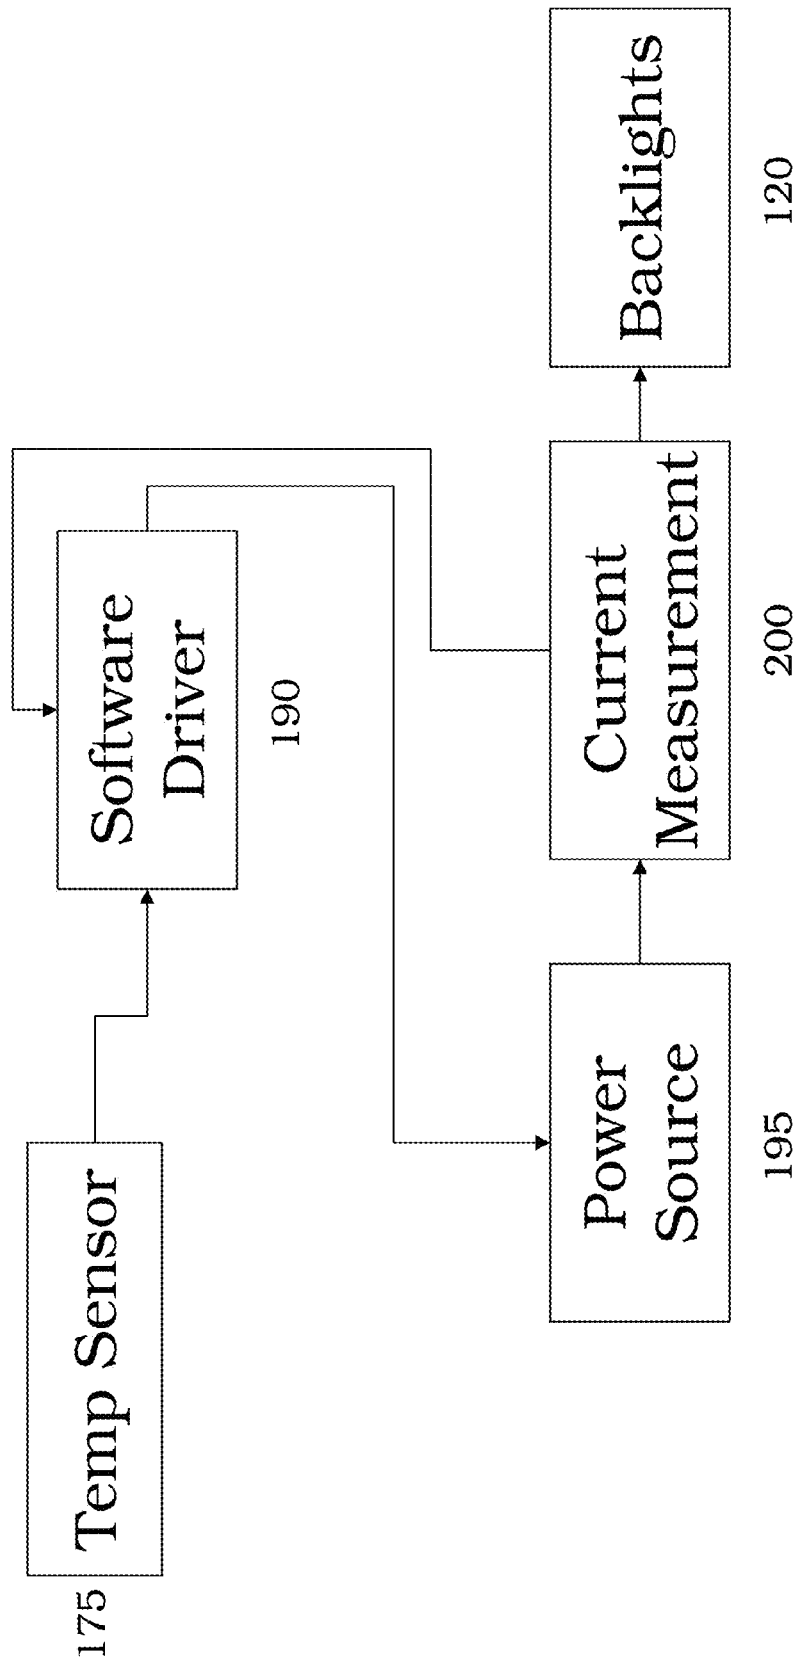 175
Temp Sensor
Software
Driver
190
Power
Source
195
Current
Measurement
200
Backlights
120